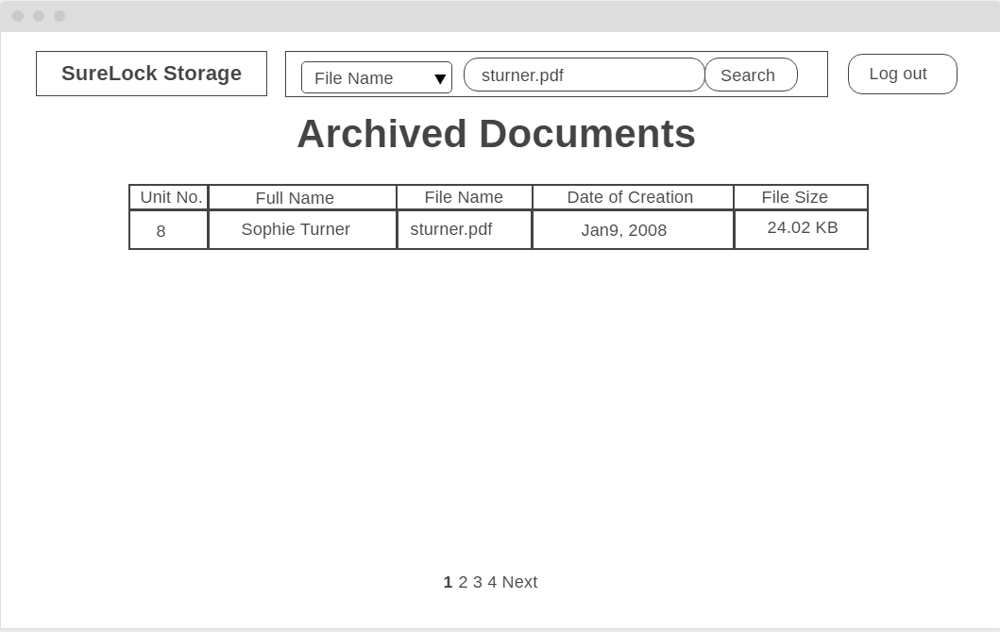 SureLock Storage
File Name
sturner.pdf
Search
Log out
Archived Documents
Unit No. Full Name File Name Date of Creation File Size
8 Sophie Turner sturner.pdf Jan9, 2008 24.02 KB
1 2 3 4 Next